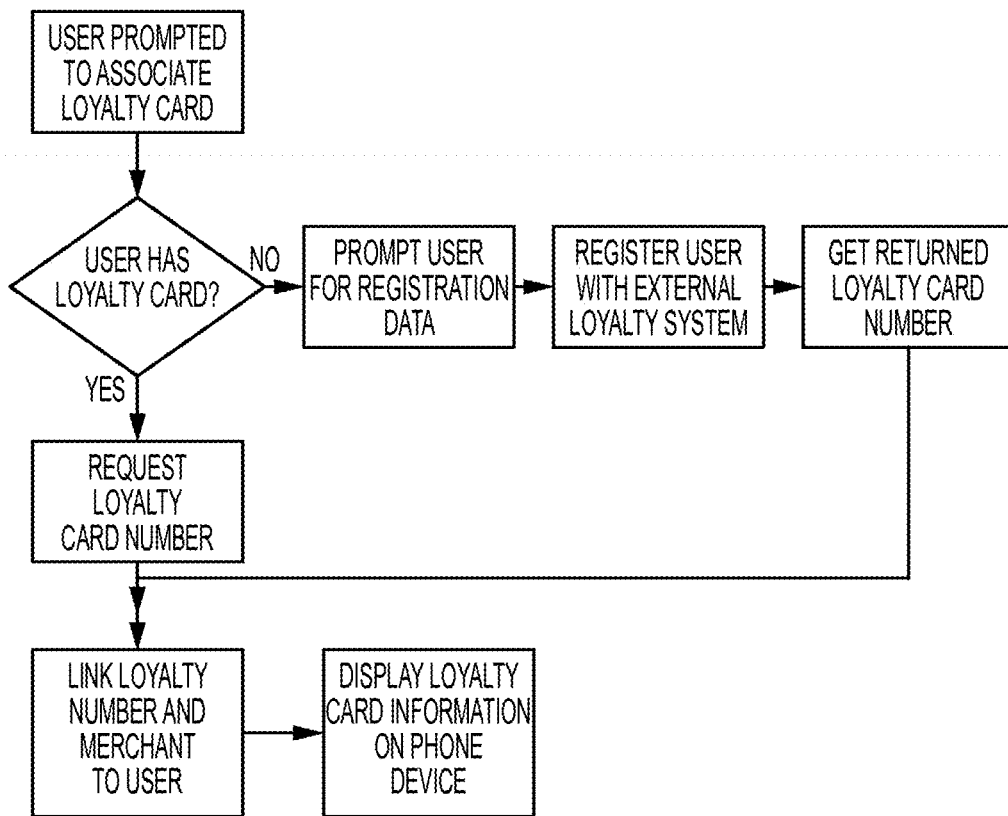 USER PROMPTED
TO ASSOCIATE
LOYALTY CARD
USER HAS
LOYALTY CARD?
NO
PROMPT USER
FOR REGISTRATION
DATA
REGISTER USER
WITH EXTERNAL
LOYALTY SYSTEM
GET RETURNED
LOYALTY CARD
NUMBER
YES
REQUEST
LOYALTY
CARD NUMBER
LINK LOYALTY
NUMBER AND
MERCHANT
TO USER
DISPLAY LOYALTY
CARD INFORMATION
ON PHONE
DEVICE